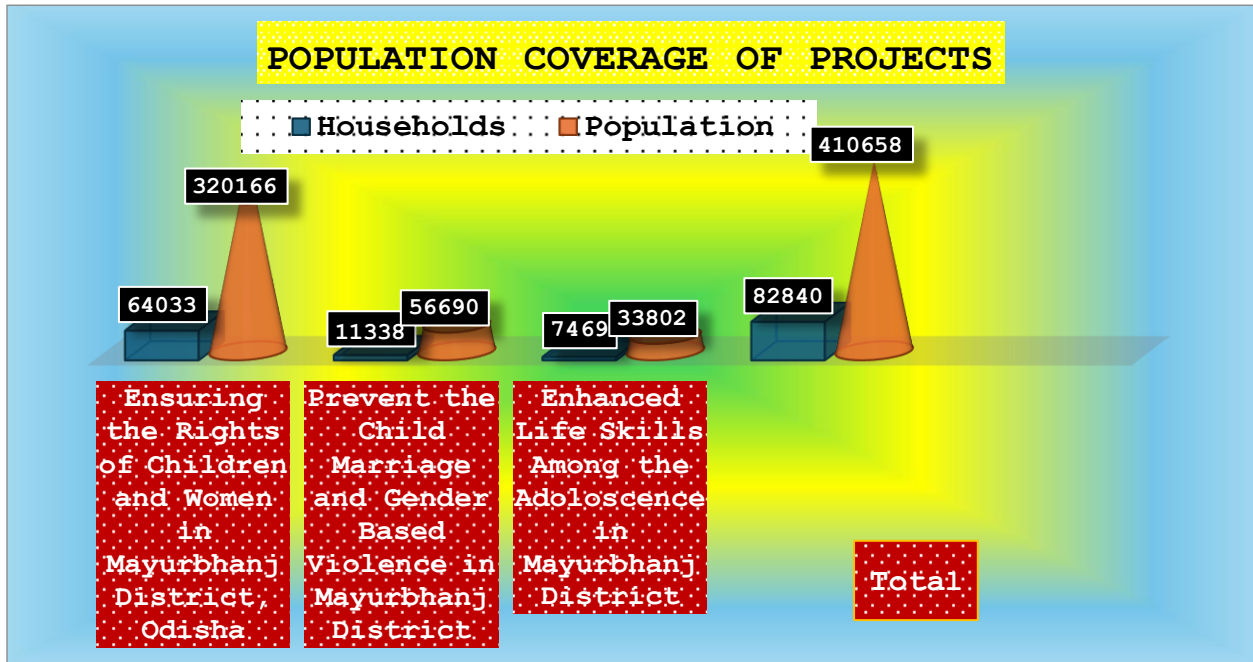 POPULATION COVERAGE OF PROJECTS
Households Population
320166
410658
64033
11338
56690
7469
33802
82840
Ensuring
the Rights
of Children
and Women
in
Mayurbhanj
District,
Odisha
Prevent the
Child
Marriage
and Gender
Based
Violence in
Mayurbhanj
District
Enhanced
Life Skills
Among the
Adoloscence
in
Mayurbhanj
District
Total